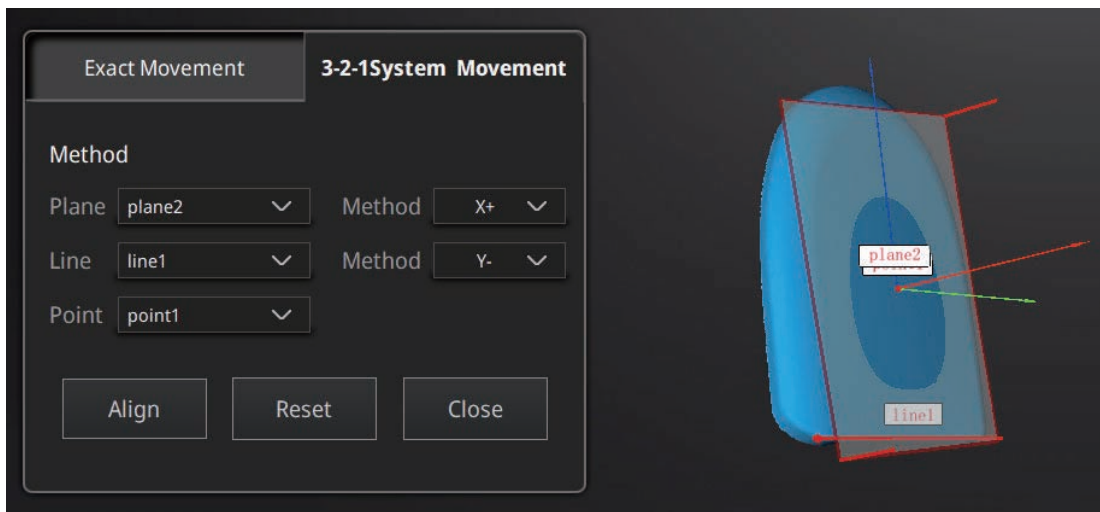 Exact Movement
3-2-1System Movement
Method
Plane plane2 Method X+
Line line1 Method Y-
Point point1
Align Reset Close
plane2
line1